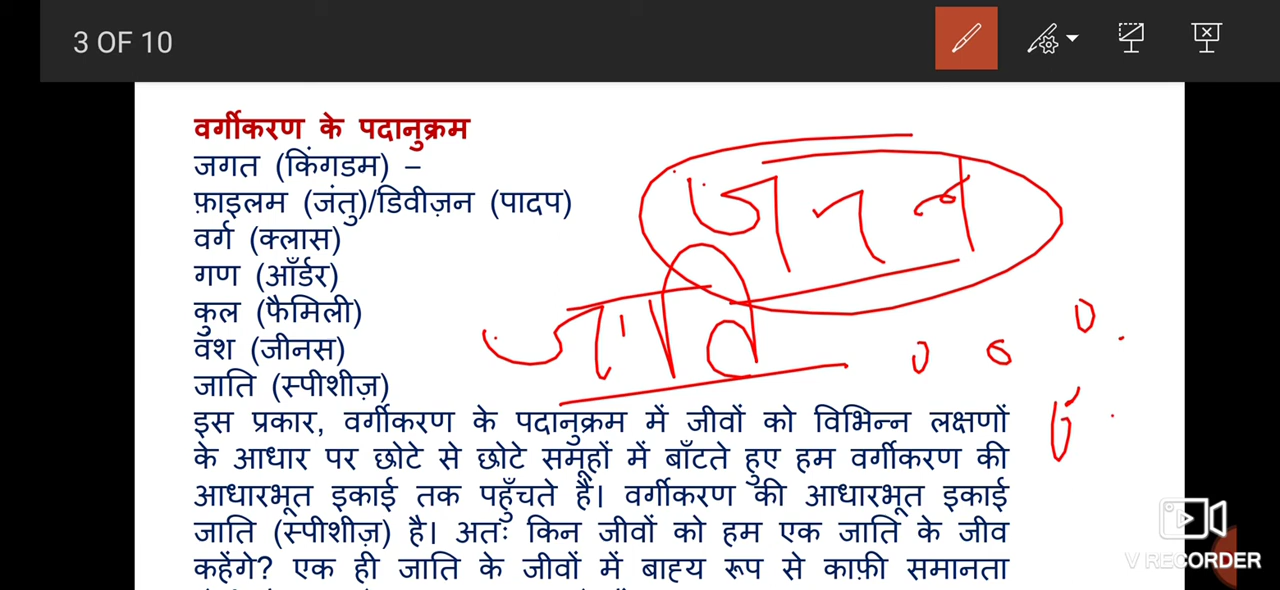 3 OF 10
वर्गीकरण के पदानुक्रम
जगत (किंगडम) –
फ़ाइलम (जंतु)/डिवीज़न (पादप)
वर्ग (क्लास)
गण (ऑर्डर)
कुल (फैमिली)
वंश (जीनस)
जाति (स्पीशीज़)
जनन
जाति
इस प्रकार, वर्गीकरण के पदानुक्रम में जीवों को विभिन्न लक्षणों
के आधार पर छोटे से छोटे समूहों में बाँटते हुए हम वर्गीकरण की
आधारभूत इकाई तक पहुँचते हैं। वर्गीकरण की आधारभूत इकाई
जाति (स्पीशीज़) है। अतः किन जीवों को हम एक जाति के जीव
कहेंगे? एक ही जाति के जीवों में बाह्य रूप से काफ़ी समानता
V RECORDER